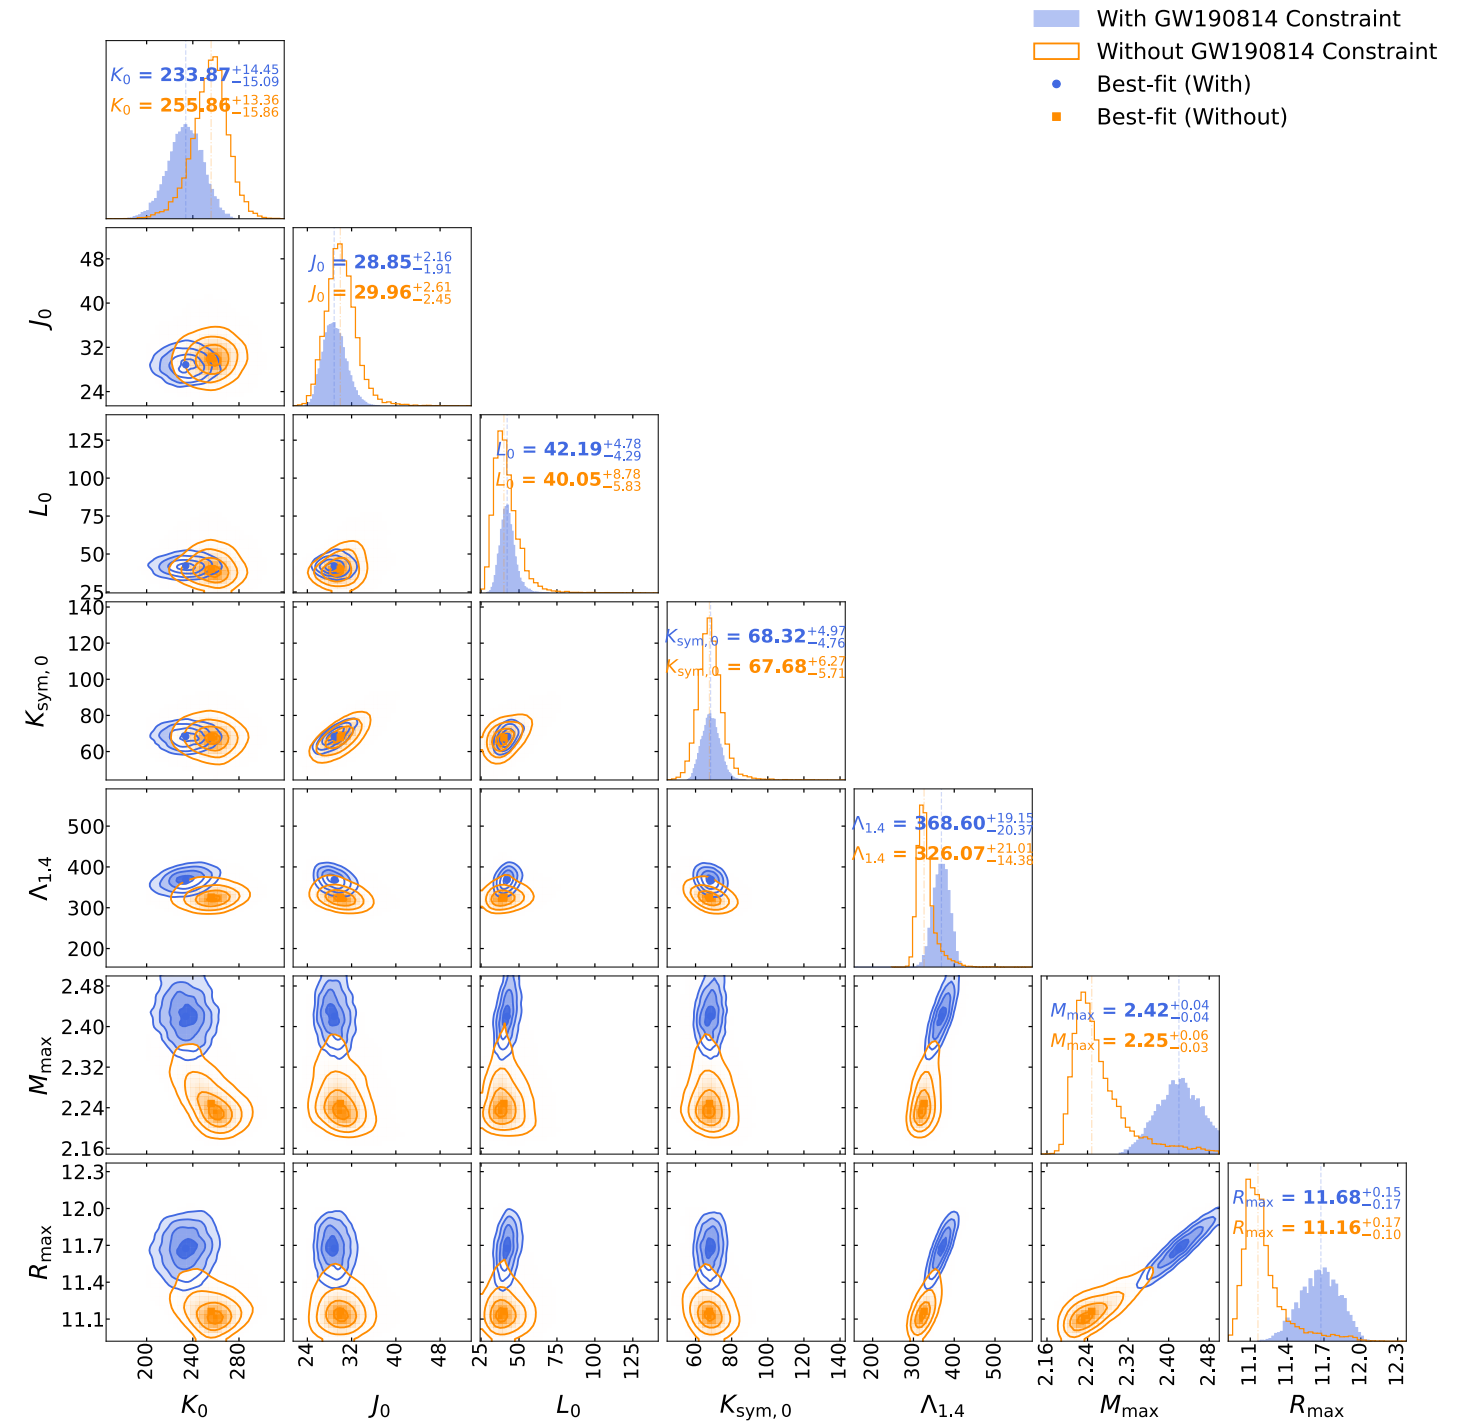 With GW190814 Constraint
Without GW190814 Constraint
Best-fit (With)
Best-fit (Without)
K₀ = 233.87 +14.45 −15.09
K₀ = 255.86 +13.36 −15.86
J₀ = 28.85 +2.16 −1.91
J₀ = 29.96 +2.61 −2.45
48
40
32
24
J₀
L₀ = 42.19 +4.78 −4.29
L₀ = 40.05 +8.78 −5.83
125
100
75
50
25
L₀
Ksym, 0 = 68.32 +4.97 −4.76
Ksym, 0 = 67.68 +6.27 −5.71
140
120
100
80
60
Ksym, 0
Λ1.4 = 368.60 +19.15 −20.37
Λ1.4 = 326.07 +21.01 −14.38
500
400
300
200
Λ1.4
Mmax = 2.42 +0.04 −0.04
Mmax = 2.25 +0.06 −0.03
2.48
2.40
2.32
2.24
2.16
Mmax
Rmax = 11.68 +0.15 −0.17
Rmax = 11.16 +0.17 −0.10
12.3
12.0
11.7
11.4
11.1
Rmax
200 240 280
24 32 40 48
25 50 75 100 125
60 80 100 120 140
200 300 400 500
2.16 2.24 2.32 2.40 2.48
11.1 11.4 11.7 12.0 12.3
K₀ J₀ L₀ Ksym, 0 Λ1.4 Mmax Rmax